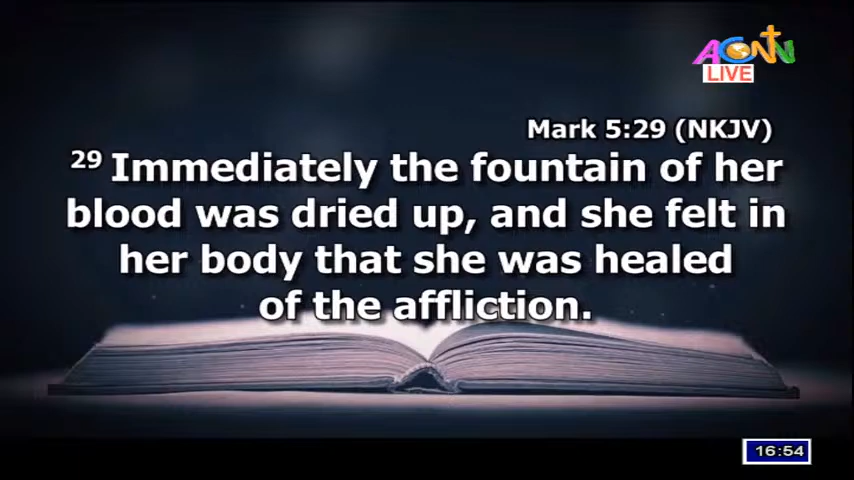 ACNN
LIVE
Mark 5:29 (NKJV)
29 Immediately the fountain of her
blood was dried up, and she felt in
her body that she was healed
of the affliction.
16:54